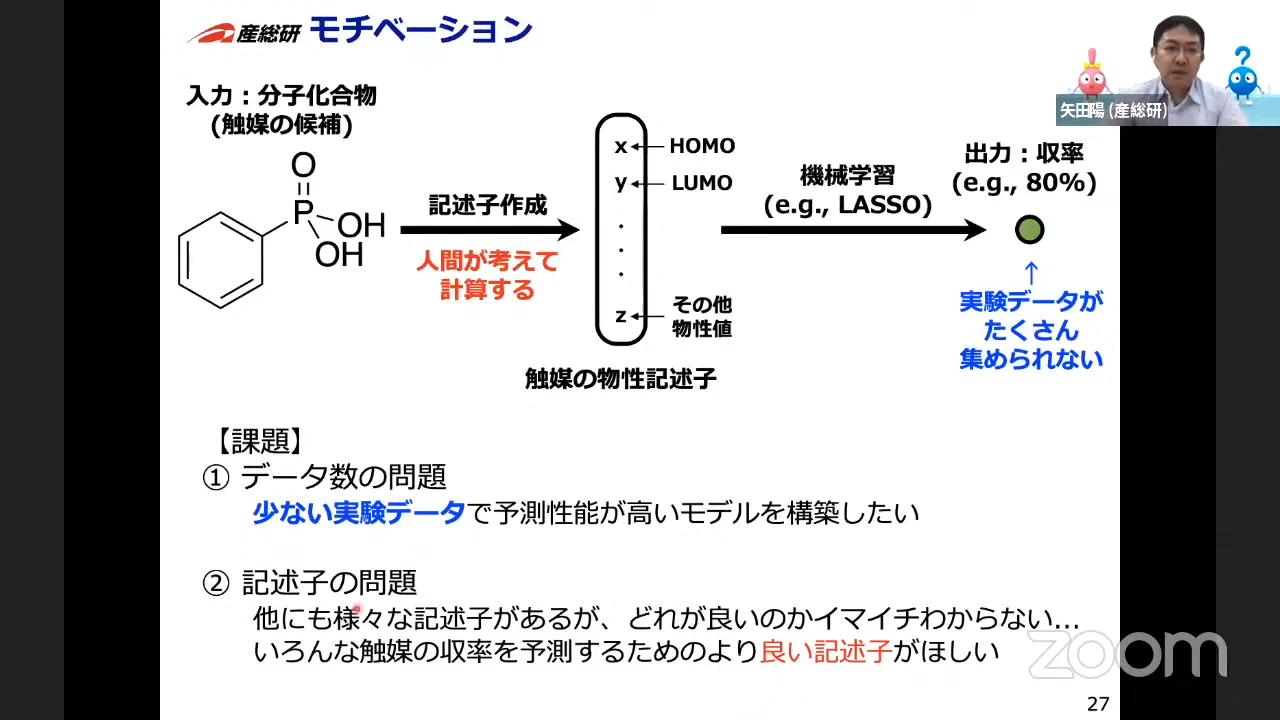 産総研 モチベーション
矢田陽 (産総研)
入力：分子化合物
(触媒の候補)
O
P
OH
OH
記述子作成
人間が考えて
計算する
x
HOMO
y
LUMO
z
その他
物性値
触媒の物性記述子
機械学習
(e.g., LASSO)
出力：収率
(e.g., 80%)
↑
実験データが
たくさん
集められない
【課題】
① データ数の問題
少ない実験データで予測性能が高いモデルを構築したい
② 記述子の問題
他にも様々な記述子があるが、どれが良いのかイマイチわからない…
いろんな触媒の収率を予測するためのより良い記述子がほしい
zoom
27